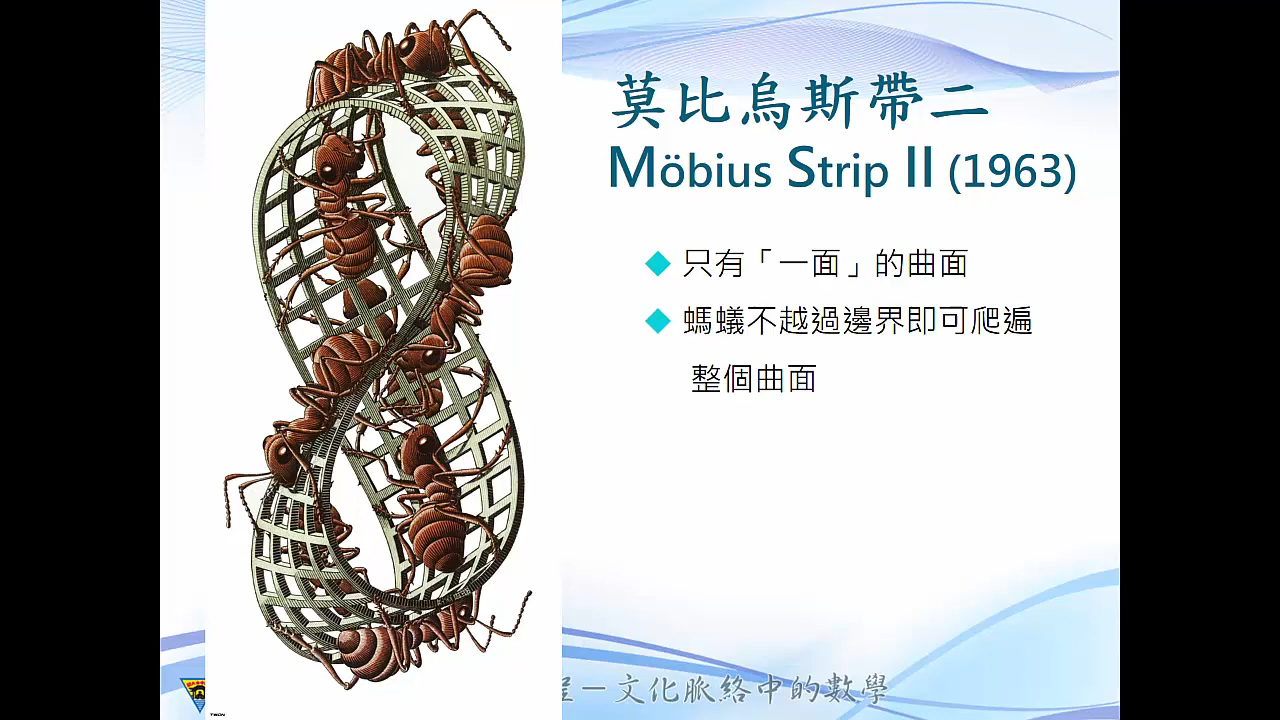 莫比烏斯帶二
Möbius Strip II (1963)
只有「一面」的曲面
螞蟻不越過邊界即可爬遍
整個曲面
程－文化脈絡中的數學